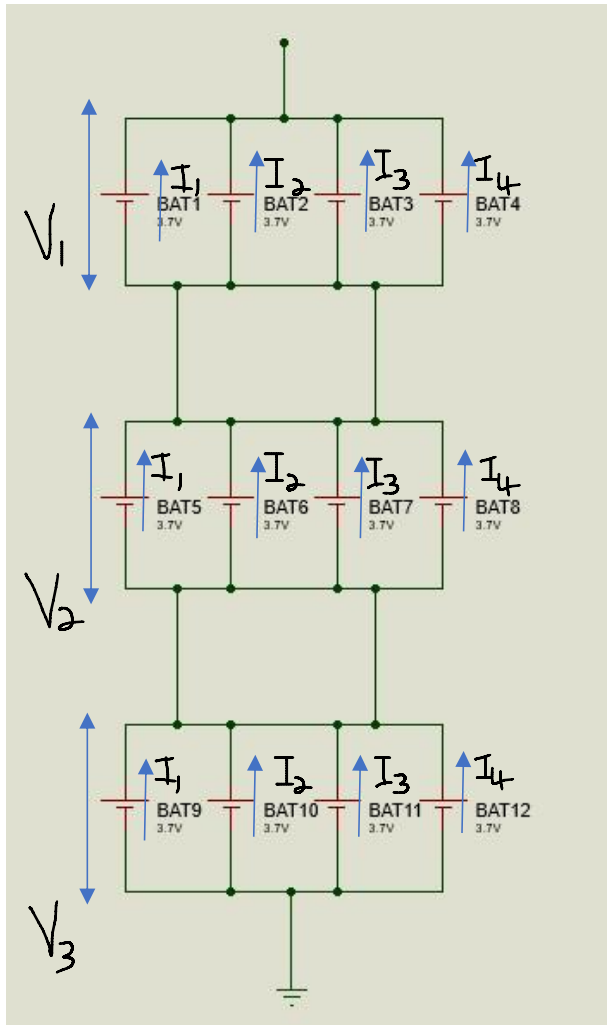 V1
I1
I2
I3
I4
BAT1
BAT2
BAT3
BAT4
3.7V
3.7V
3.7V
3.7V
V2
I1
I2
I3
I4
BAT5
BAT6
BAT7
BAT8
3.7V
3.7V
3.7V
3.7V
V3
I1
I2
I3
I4
BAT9
BAT10
BAT11
BAT12
3.7V
3.7V
3.7V
3.7V